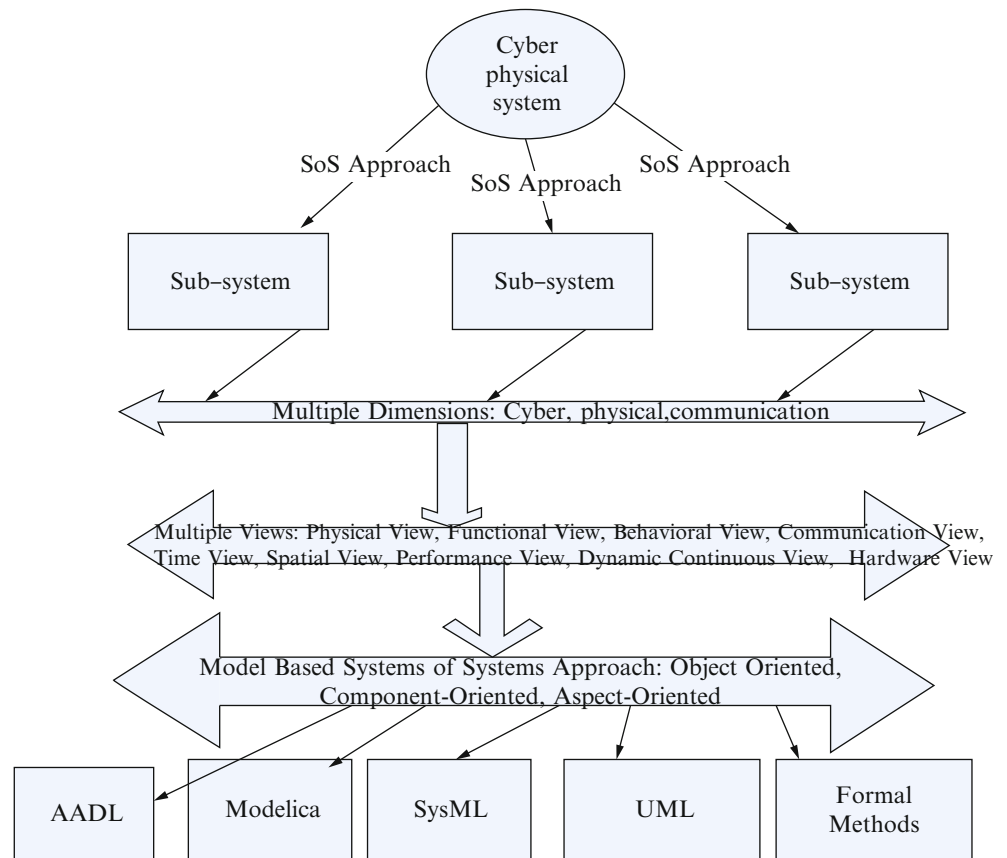 Cyber
physical
system
SoS Approach
SoS Approach
SoS Approach
Sub-system
Sub-system
Sub-system
Multiple Dimensions: Cyber, physical,communication
Multiple Views: Physical View, Functional View, Behavioral View, Communication View,
Time View, Spatial View, Performance View, Dynamic Continuous View, Hardware View
Model Based Systems of Systems Approach: Object Oriented,
Component-Oriented, Aspect-Oriented
AADL
Modelica
SysML
UML
Formal
Methods